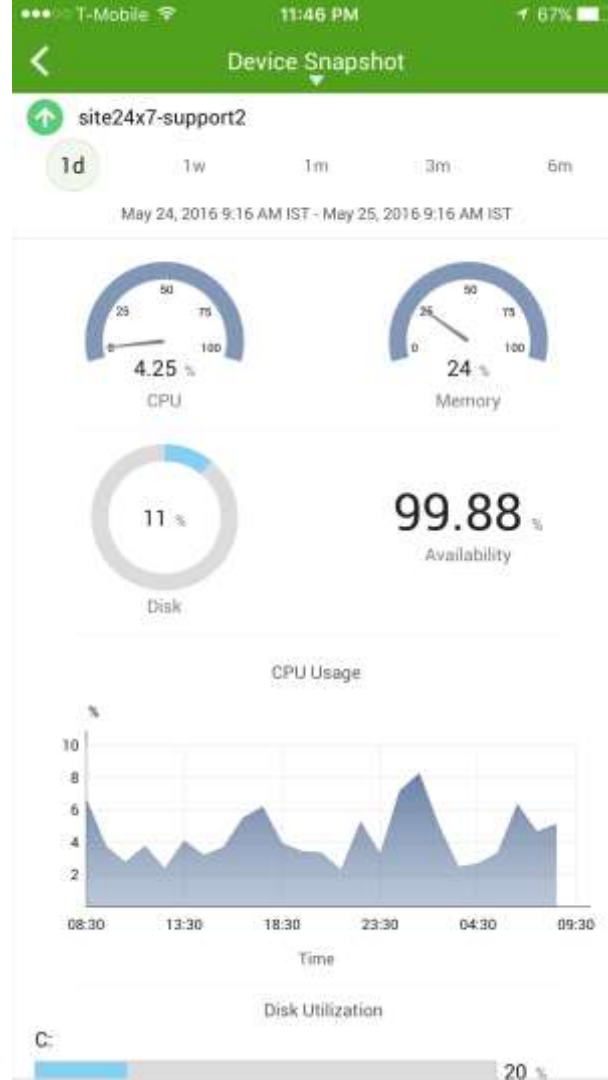 T-Mobile 11:46 PM 67%
Device Snapshot
site24x7-support2
1d 1w 1m 3m 6m
May 24, 2016 9:16 AM IST - May 25, 2016 9:16 AM IST
0 25 50 75 100
4.25 %
CPU
0 25 50 75 100
24 %
Memory
11 %
Disk
99.88 %
Availability
CPU Usage
%
10
8
6
4
2
08:30 13:30 18:30 23:30 04:30 09:30
Time
Disk Utilization
C:
20 %